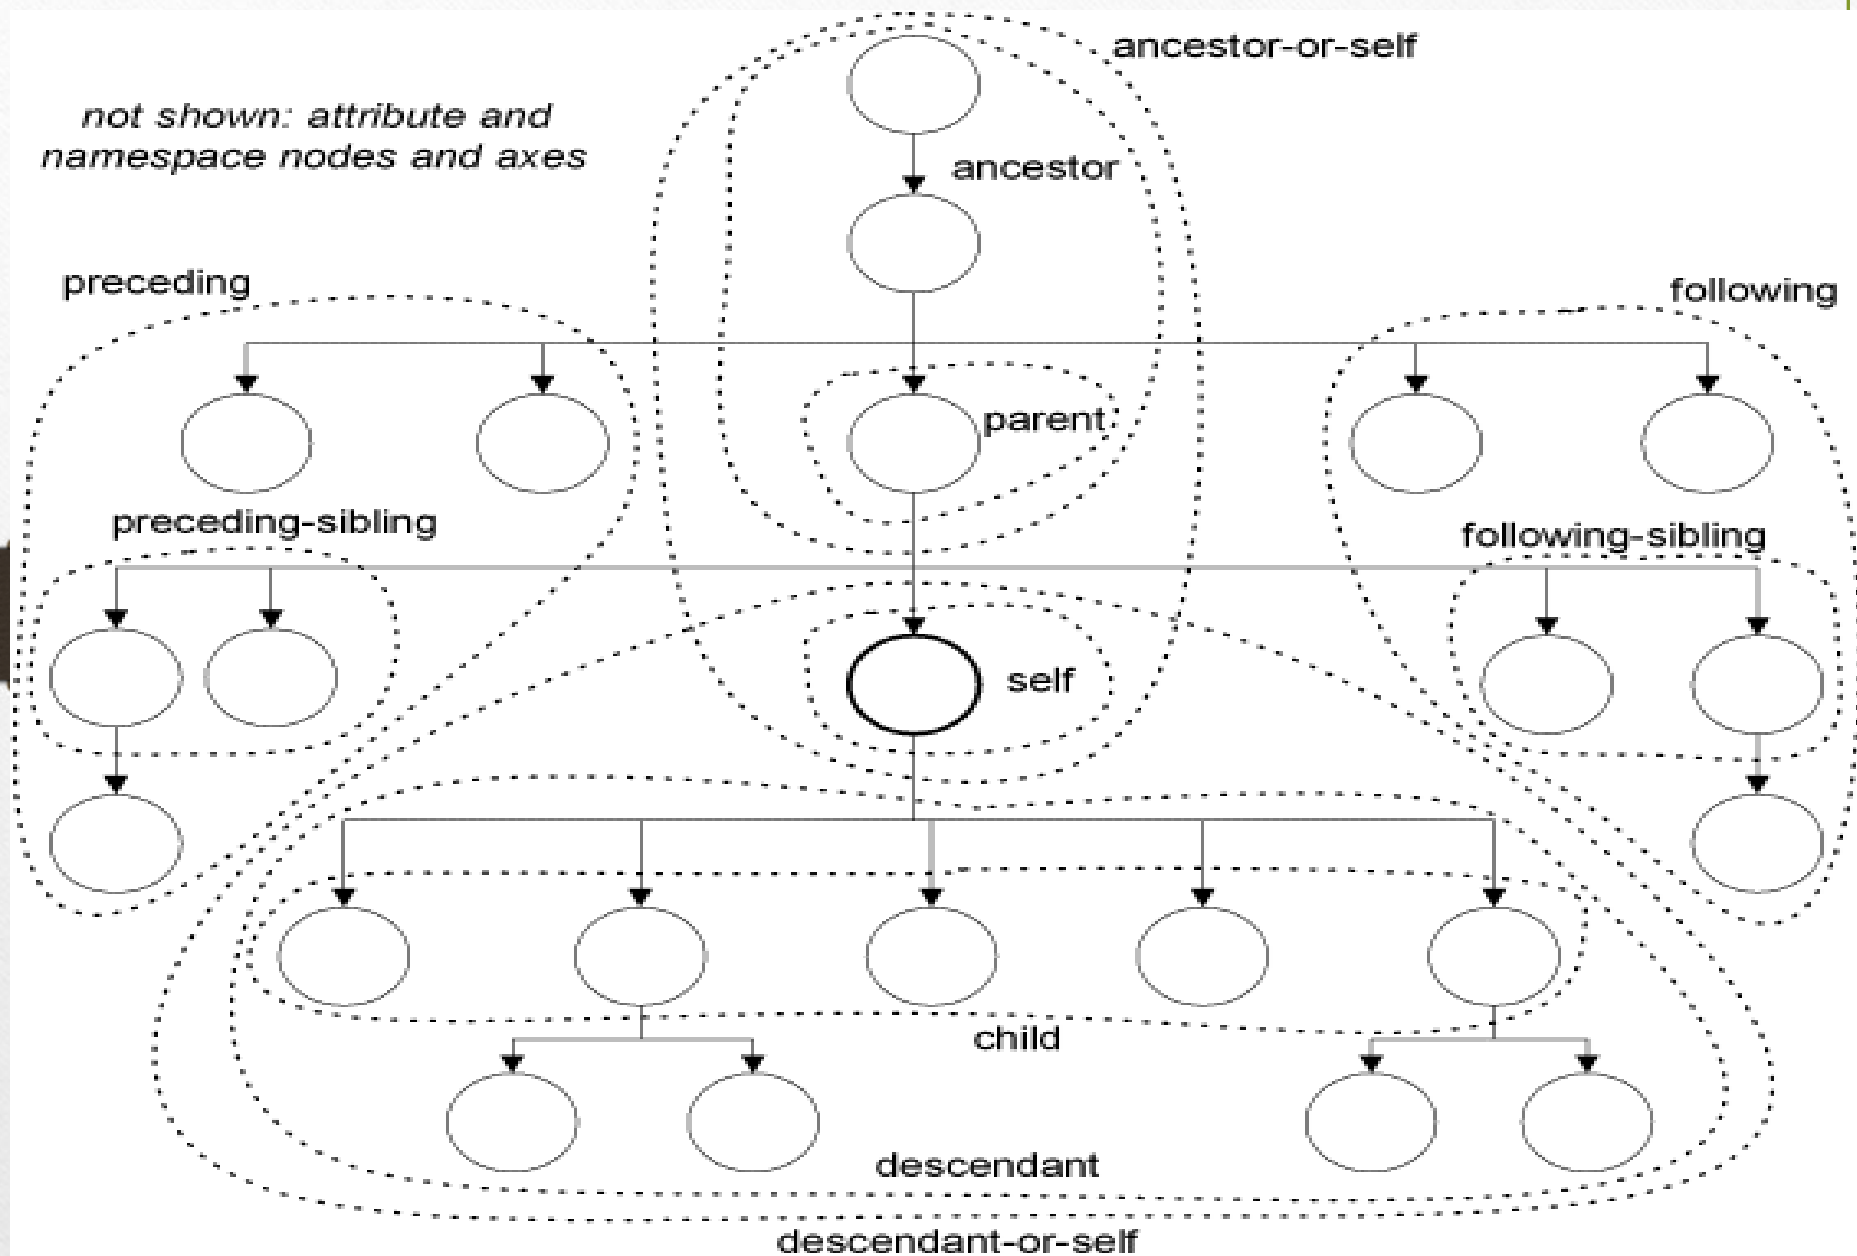 ancestor-or-self
not shown: attribute and
namespace nodes and axes
ancestor
preceding
following
parent
preceding-sibling
following-sibling
self
child
descendant
descendant-or-self